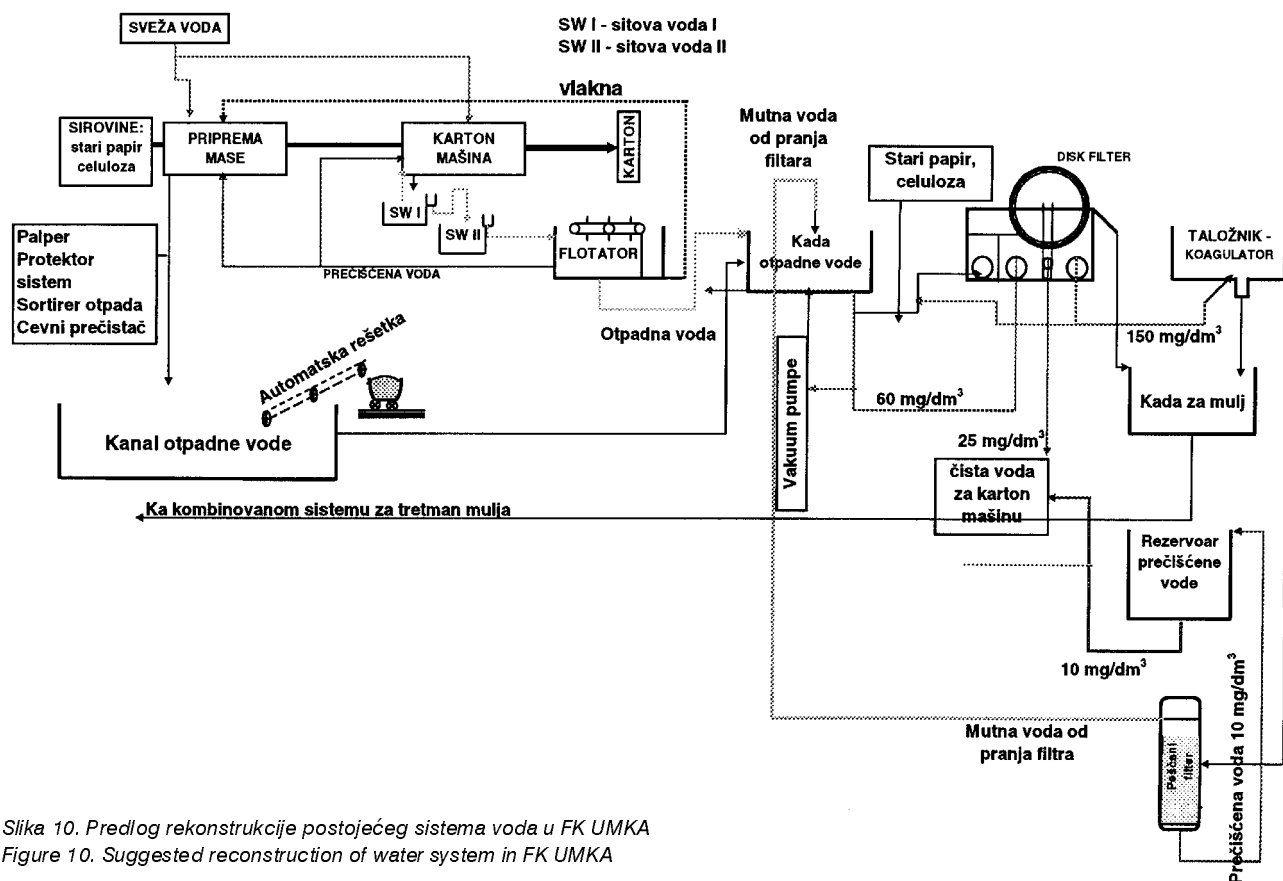 SVEŽA VODA
SW I - sitova voda I
SW II - sitova voda II
vlakna
SIROVINE:
stari papir
celuloza
PRIPREMA
MASE
KARTON
MAŠINA
KARTON
SW I
SW II
FLOTATOR
PREČIŠĆENA VODA
Palper
Protektor
sistem
Sortirer otpada
Cevni prečistač
Automatska rešetka
Kanal otpadne vode
Otpadna voda
Mutna voda
od pranja
filtara
Kada
otpadne vode
Stari papir,
celuloza
DISK FILTER
TALOŽNIK -
KOAGULATOR
150 mg/dm³
60 mg/dm³
25 mg/dm³
Vakuum pumpe
Kada za mulj
čista voda
za karton
mašinu
Ka kombinovanom sistemu za tretman mulja
Rezervoar
prečišćene
vode
10 mg/dm³
Mutna voda od
pranja filtra
Peščani
filter
Prečišćena voda 10 mg/dm³
Slika 10. Predlog rekonstrukcije postojećeg sistema voda u FK UMKA
Figure 10. Suggested reconstruction of water system in FK UMKA